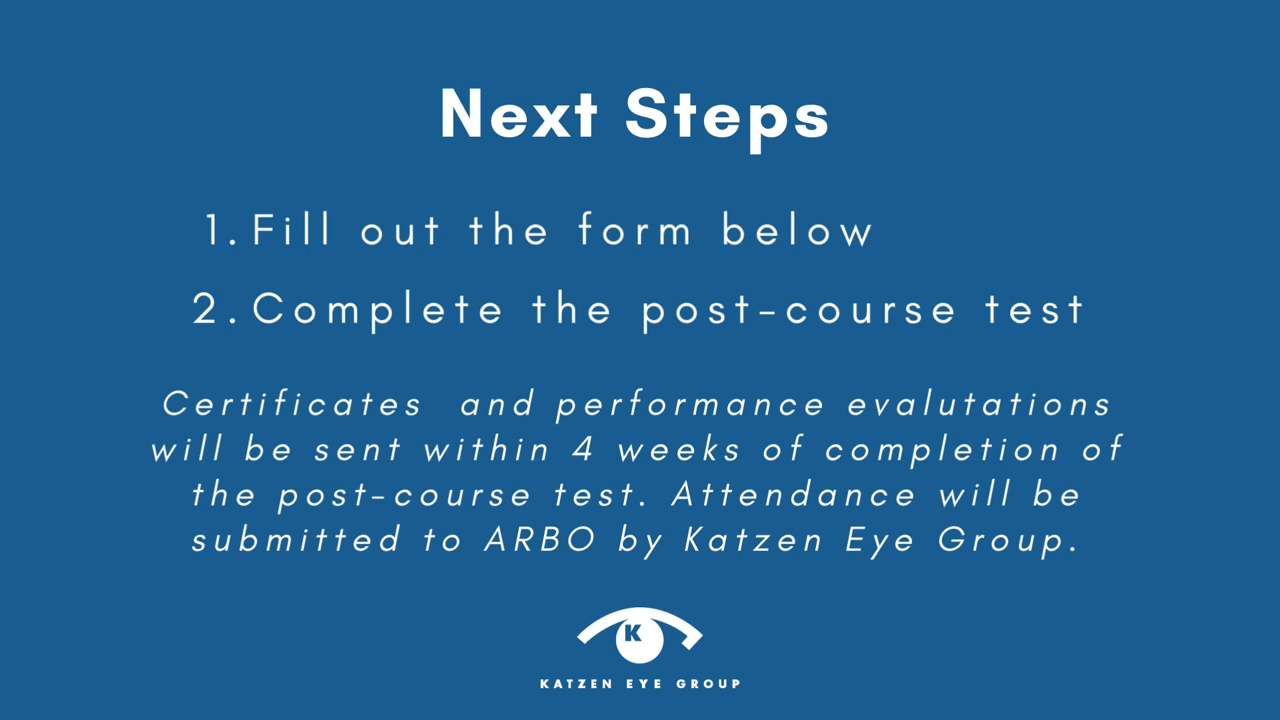 Next Steps
1. Fill out the form below
2. Complete the post-course test
Certificates and performance evalutations
will be sent within 4 weeks of completion of
the post-course test. Attendance will be
submitted to ARBO by Katzen Eye Group.
K
KATZEN EYE GROUP